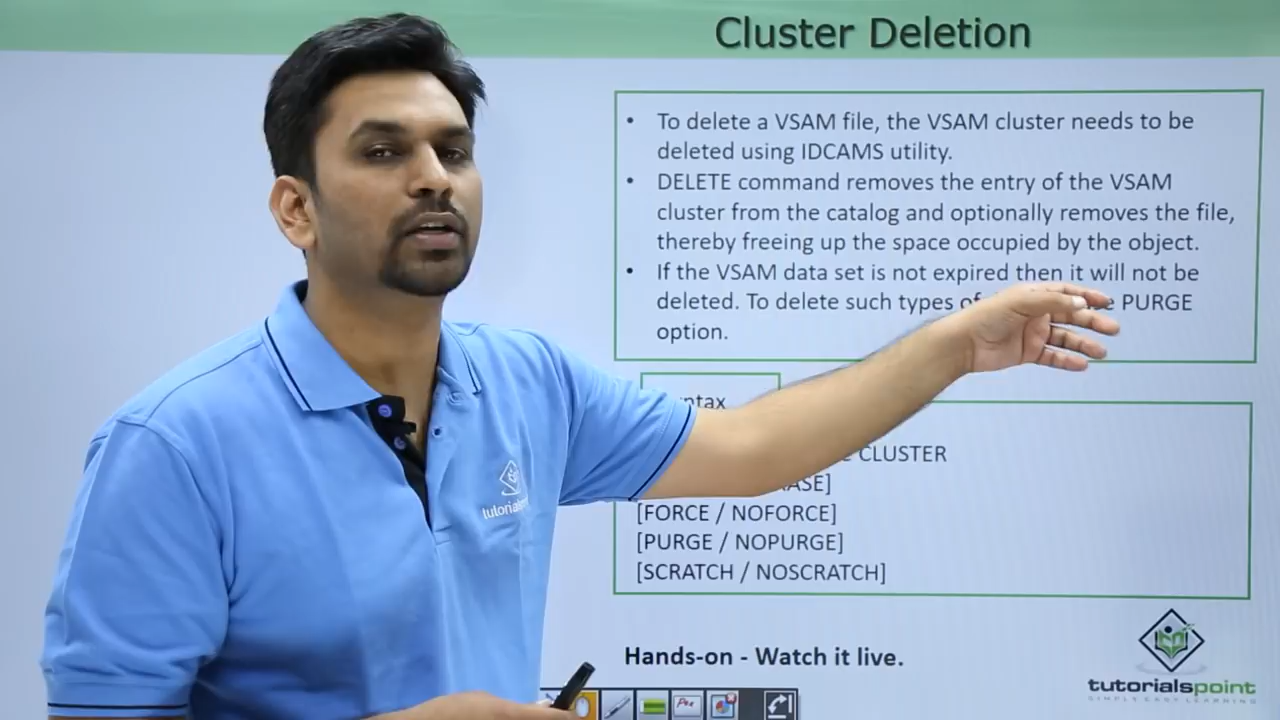 Cluster Deletion
• To delete a VSAM file, the VSAM cluster needs to be
deleted using IDCAMS utility.
• DELETE command removes the entry of the VSAM
cluster from the catalog and optionally removes the file,
thereby freeing up the space occupied by the object.
• If the VSAM data set is not expired then it will not be
deleted. To delete such types of PURGE
option.
CLUSTER
[FORCE / NOFORCE]
[PURGE / NOPURGE]
[SCRATCH / NOSCRATCH]
Hands-on - Watch it live.
tutorialspoint
SIMPLY EASY LEARNING
Pen